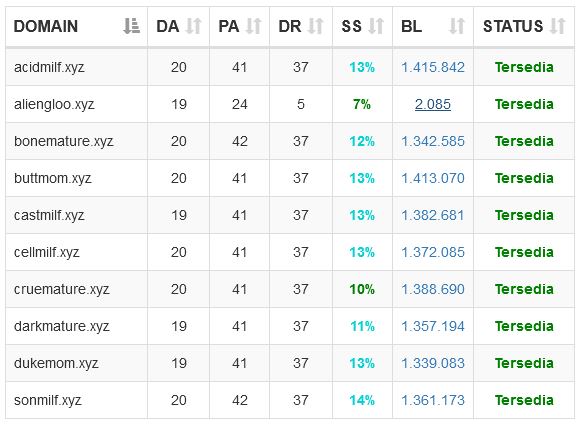 DOMAIN DA PA DR SS BL STATUS
acidmilf.xyz 20 41 37 13% 1.415.842 Tersedia
aliengloo.xyz 19 24 5 7% 2.085 Tersedia
bonemature.xyz 20 42 37 12% 1.342.585 Tersedia
buttmom.xyz 20 41 37 13% 1.413.070 Tersedia
castmilf.xyz 19 41 37 13% 1.382.681 Tersedia
cellmilf.xyz 20 41 37 13% 1.372.085 Tersedia
cruemature.xyz 20 41 37 10% 1.388.690 Tersedia
darkmature.xyz 19 41 37 11% 1.357.194 Tersedia
dukemom.xyz 19 41 37 13% 1.339.083 Tersedia
sonmilf.xyz 20 42 37 14% 1.361.173 Tersedia